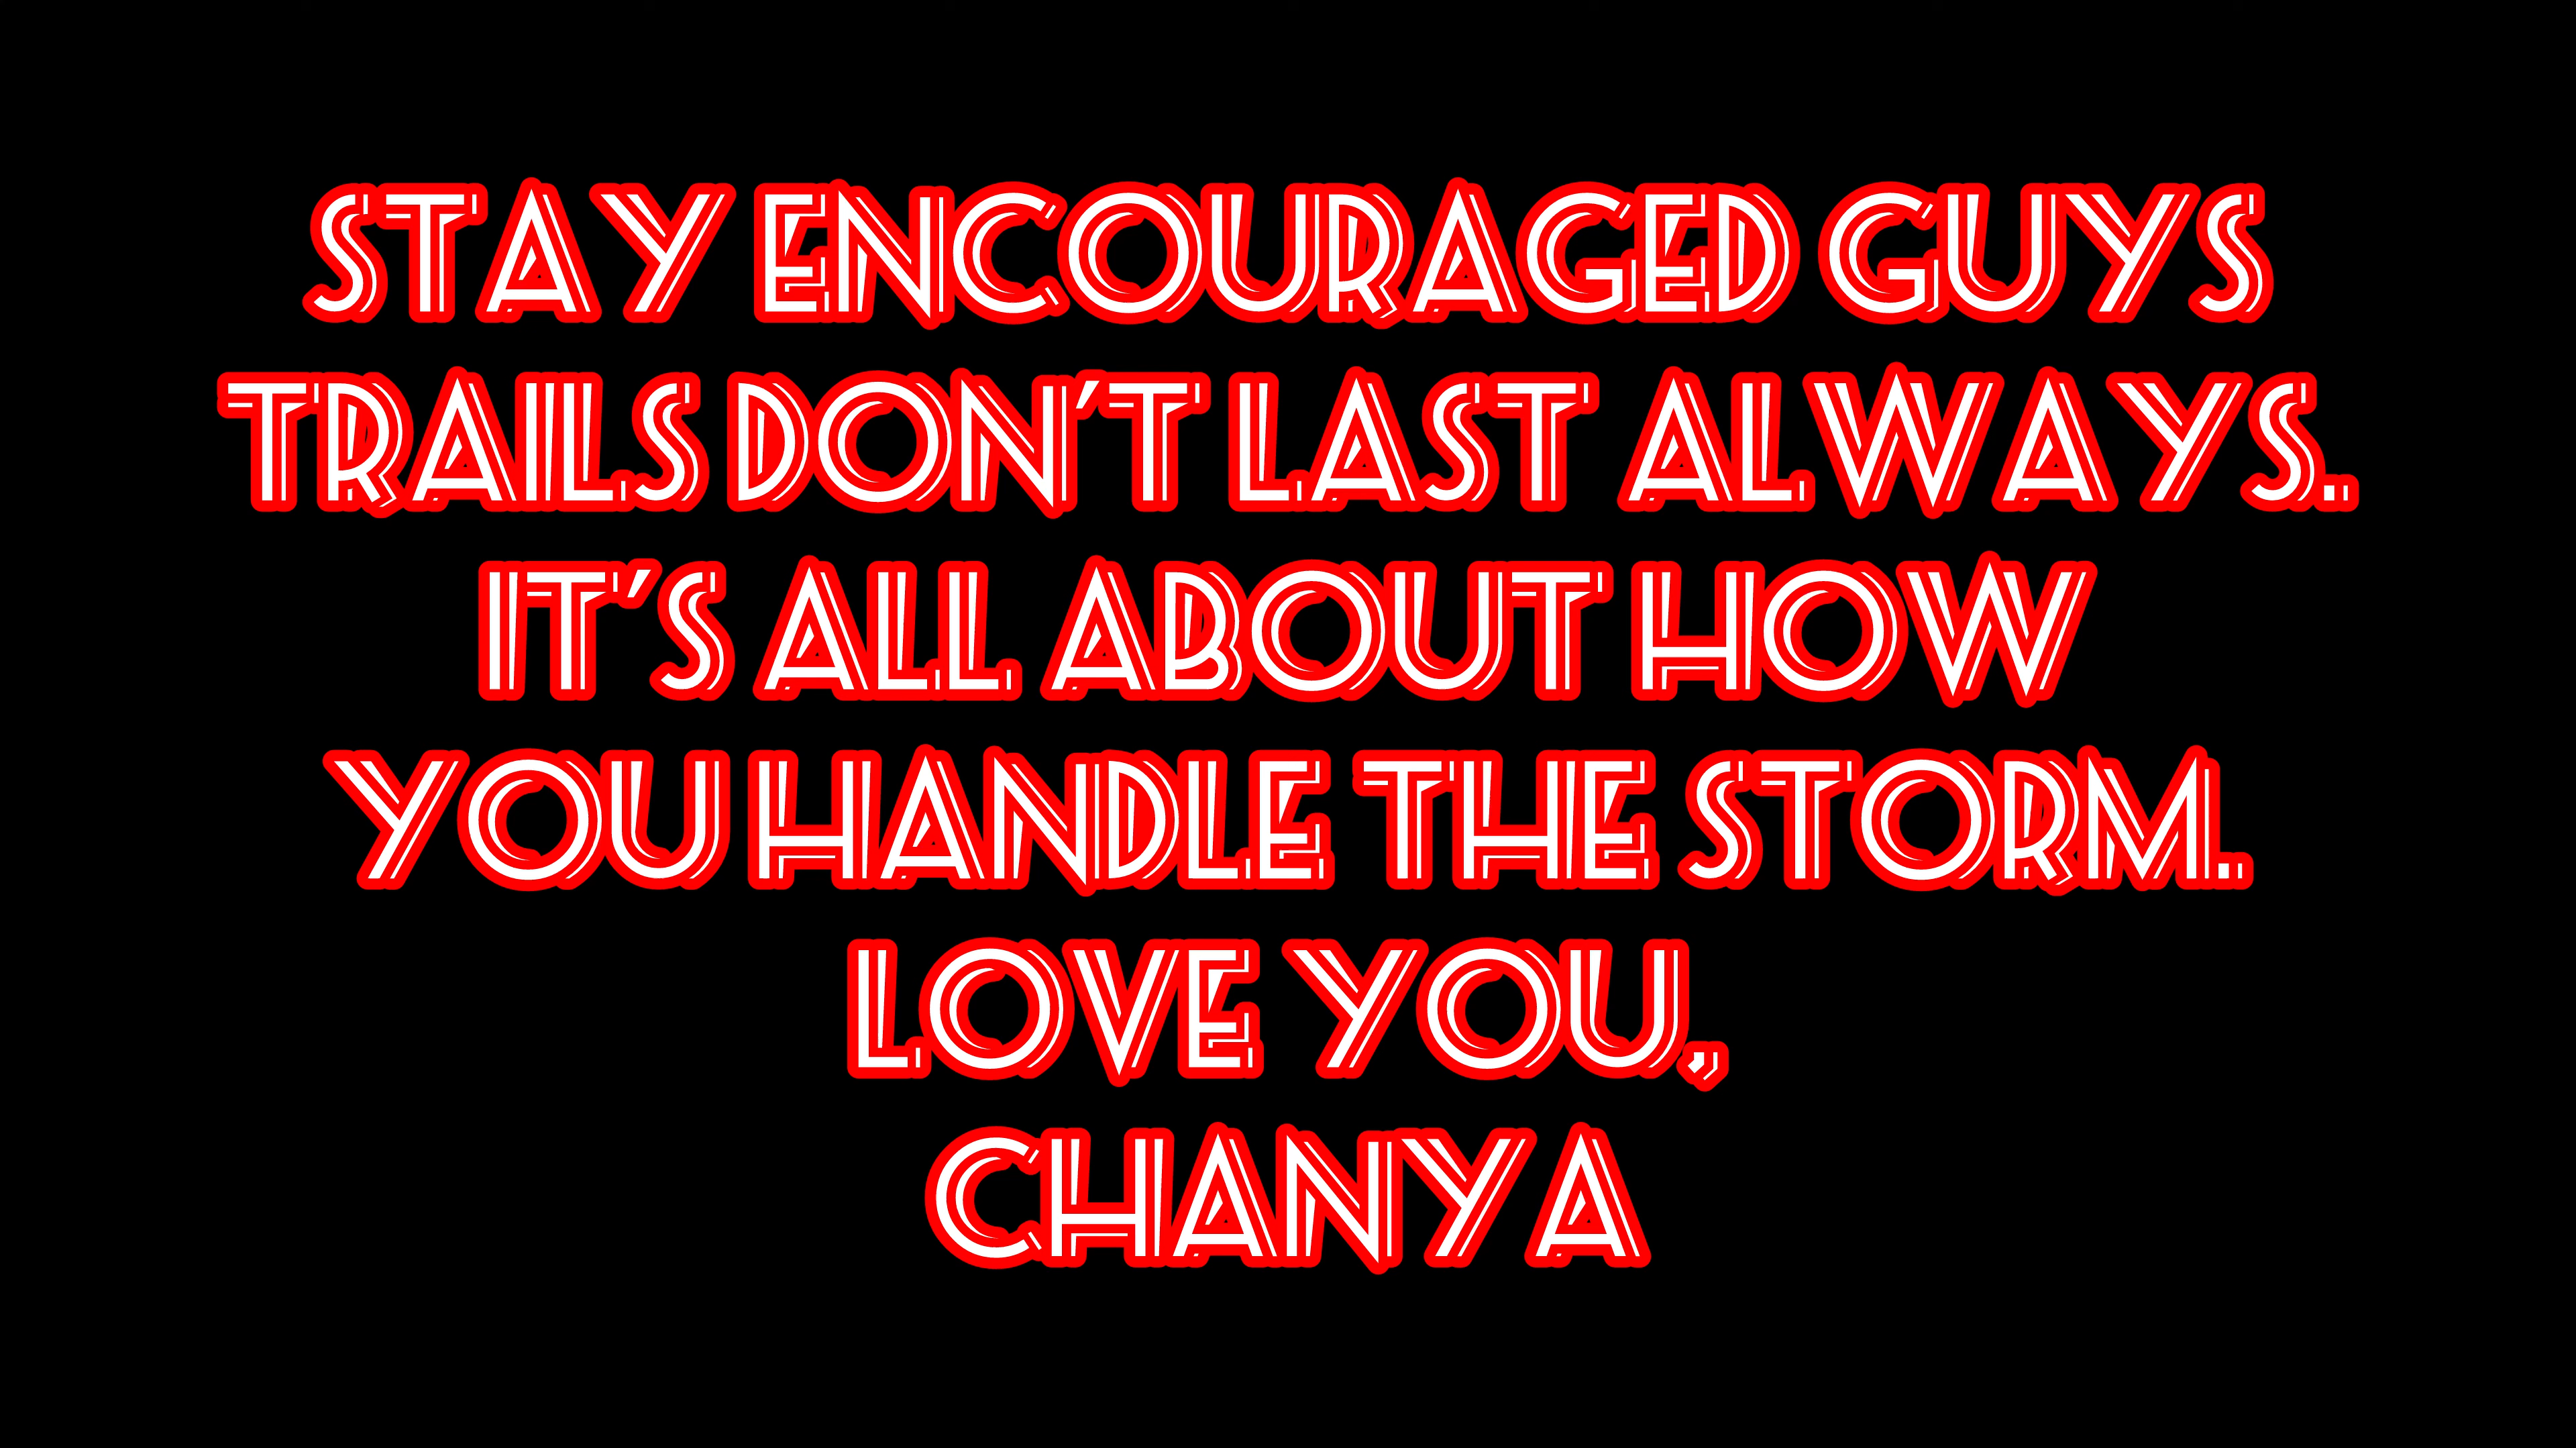 STAY ENCOURAGED GUYS
TRAILS DON'T LAST ALWAYS..
IT'S ALL ABOUT HOW
YOU HANDLE THE STORM..
LOVE YOU,
CHANYA